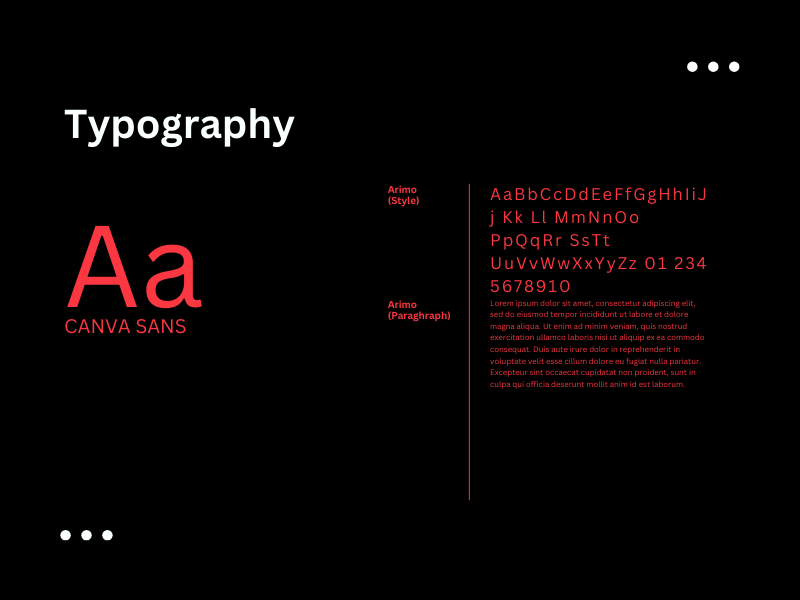 Typography
Aa
CANVA SANS
Arimo
(Style)
AaBbCcDdEeFfGgHhIiJ
j Kk Ll MmNnOo
PpQqRr SsTt
UuVvWwXxYyZz 01 234
5678910
Arimo
(Paraghraph)
Lorem ipsum dolor sit amet, consectetur adipiscing elit,
sed do eiusmod tempor incididunt ut labore et dolore
magna aliqua. Ut enim ad minim veniam, quis nostrud
exercitation ullamco laboris nisi ut aliquip ex ea commodo
consequat. Duis aute irure dolor in reprehenderit in
voluptate velit esse cillum dolore eu fugiat nulla pariatur.
Excepteur sint occaecat cupidatat non proident, sunt in
culpa qui officia deserunt mollit anim id est laborum.